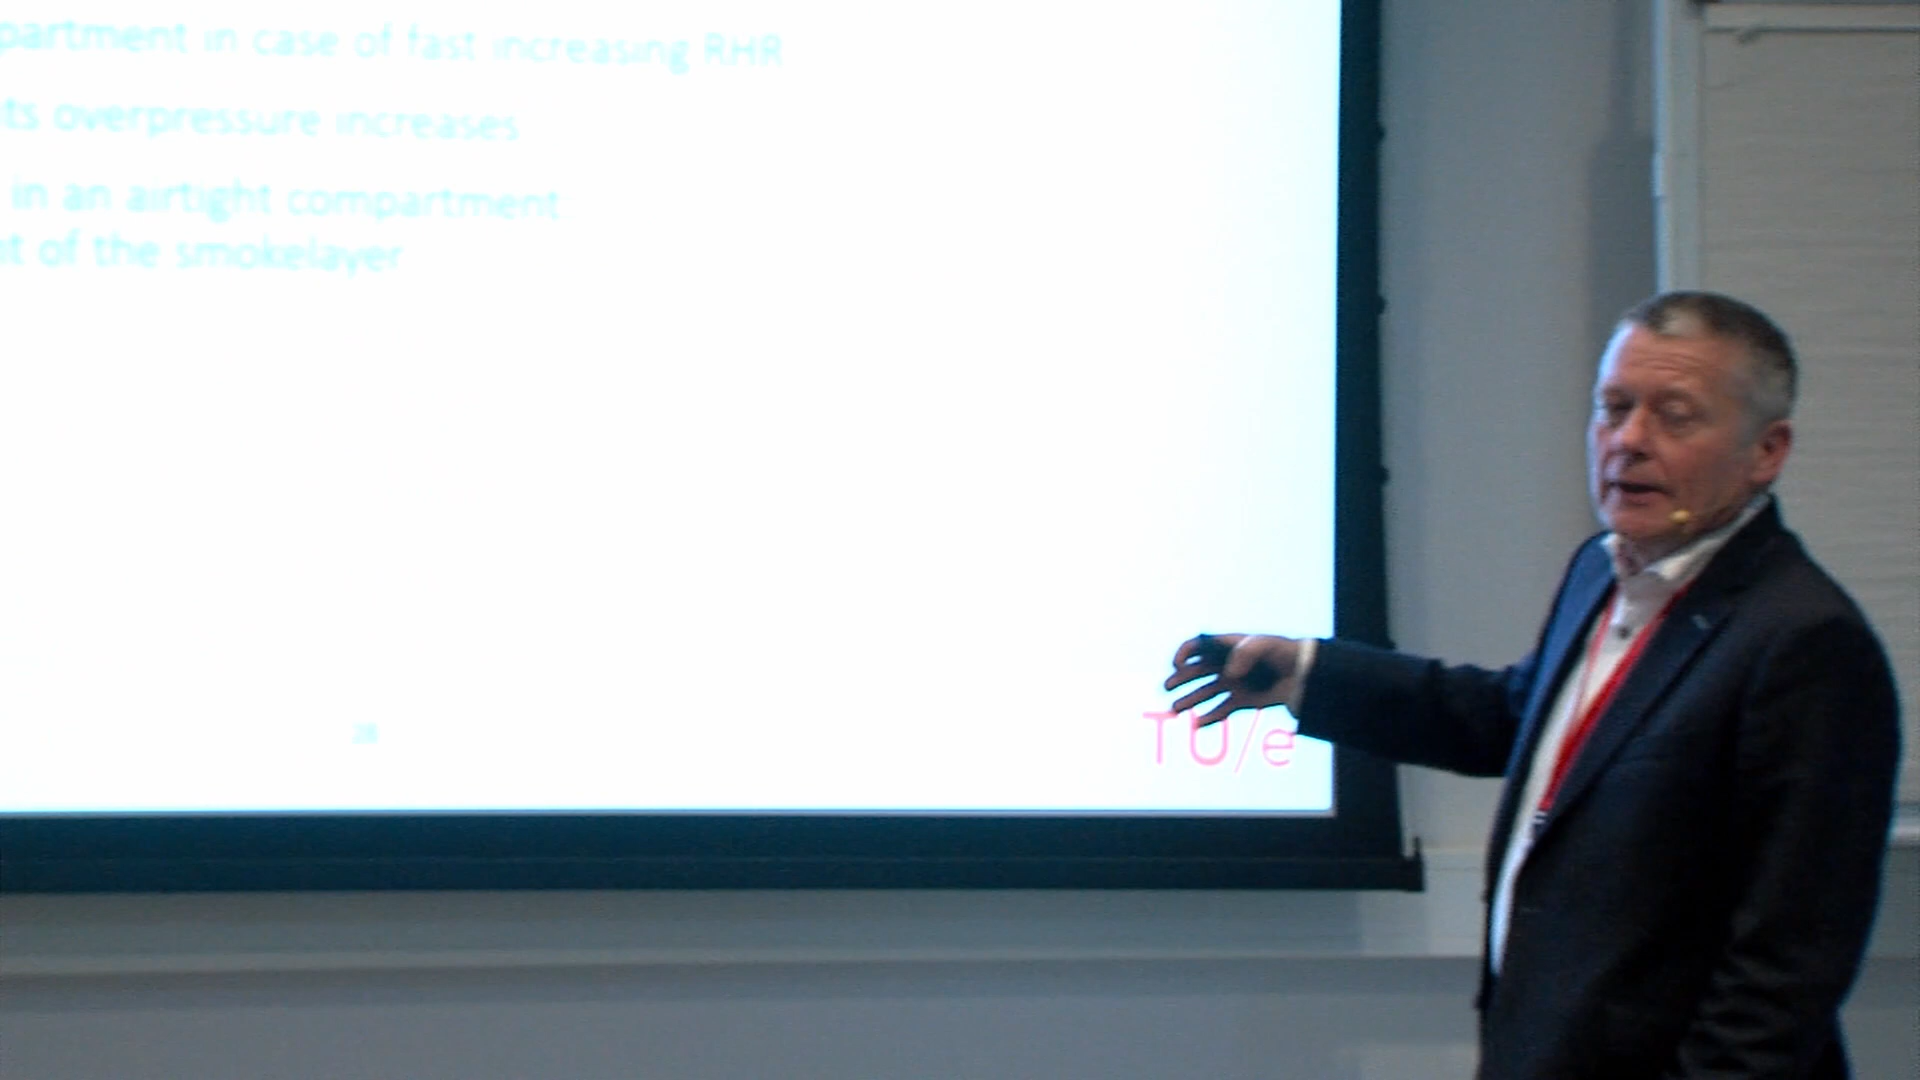 partment in case of fast increasing RHR
ts overpressure increases
in an airtight compartment
of the smokelayer
28
TU/e